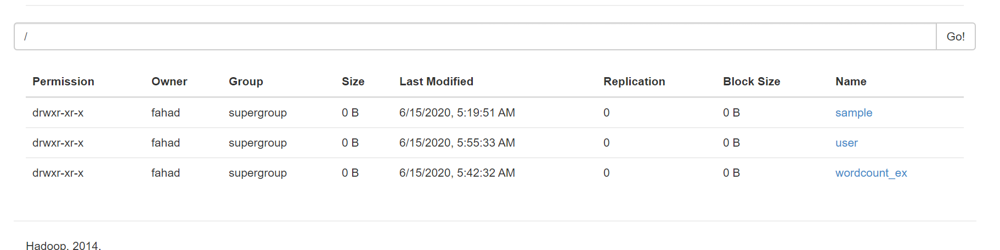 / Go!
Permission Owner Group Size Last Modified Replication Block Size Name
drwxr-xr-x fahad supergroup 0 B 6/15/2020, 5:19:51 AM 0 0 B sample
drwxr-xr-x fahad supergroup 0 B 6/15/2020, 5:55:33 AM 0 0 B user
drwxr-xr-x fahad supergroup 0 B 6/15/2020, 5:42:32 AM 0 0 B wordcount_ex
Hadoop, 2014.